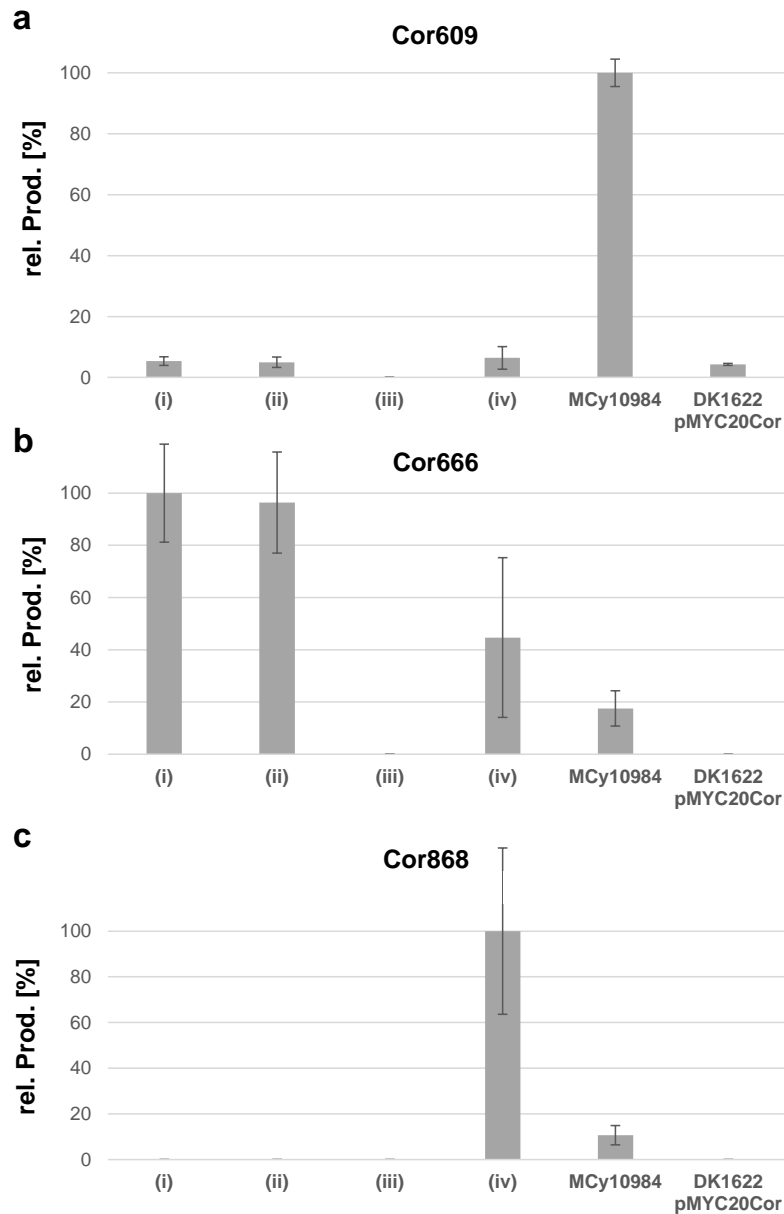 a
Cor609
rel. Prod. [%]
100
80
60
40
20
0
(i) (ii) (iii) (iv) MCy10984 DK1622
pMYC20Cor
b
Cor666
rel. Prod. [%]
100
80
60
40
20
0
(i) (ii) (iii) (iv) MCy10984 DK1622
pMYC20Cor
c
Cor868
rel. Prod. [%]
100
80
60
40
20
0
(i) (ii) (iii) (iv) MCy10984 DK1622
pMYC20Cor